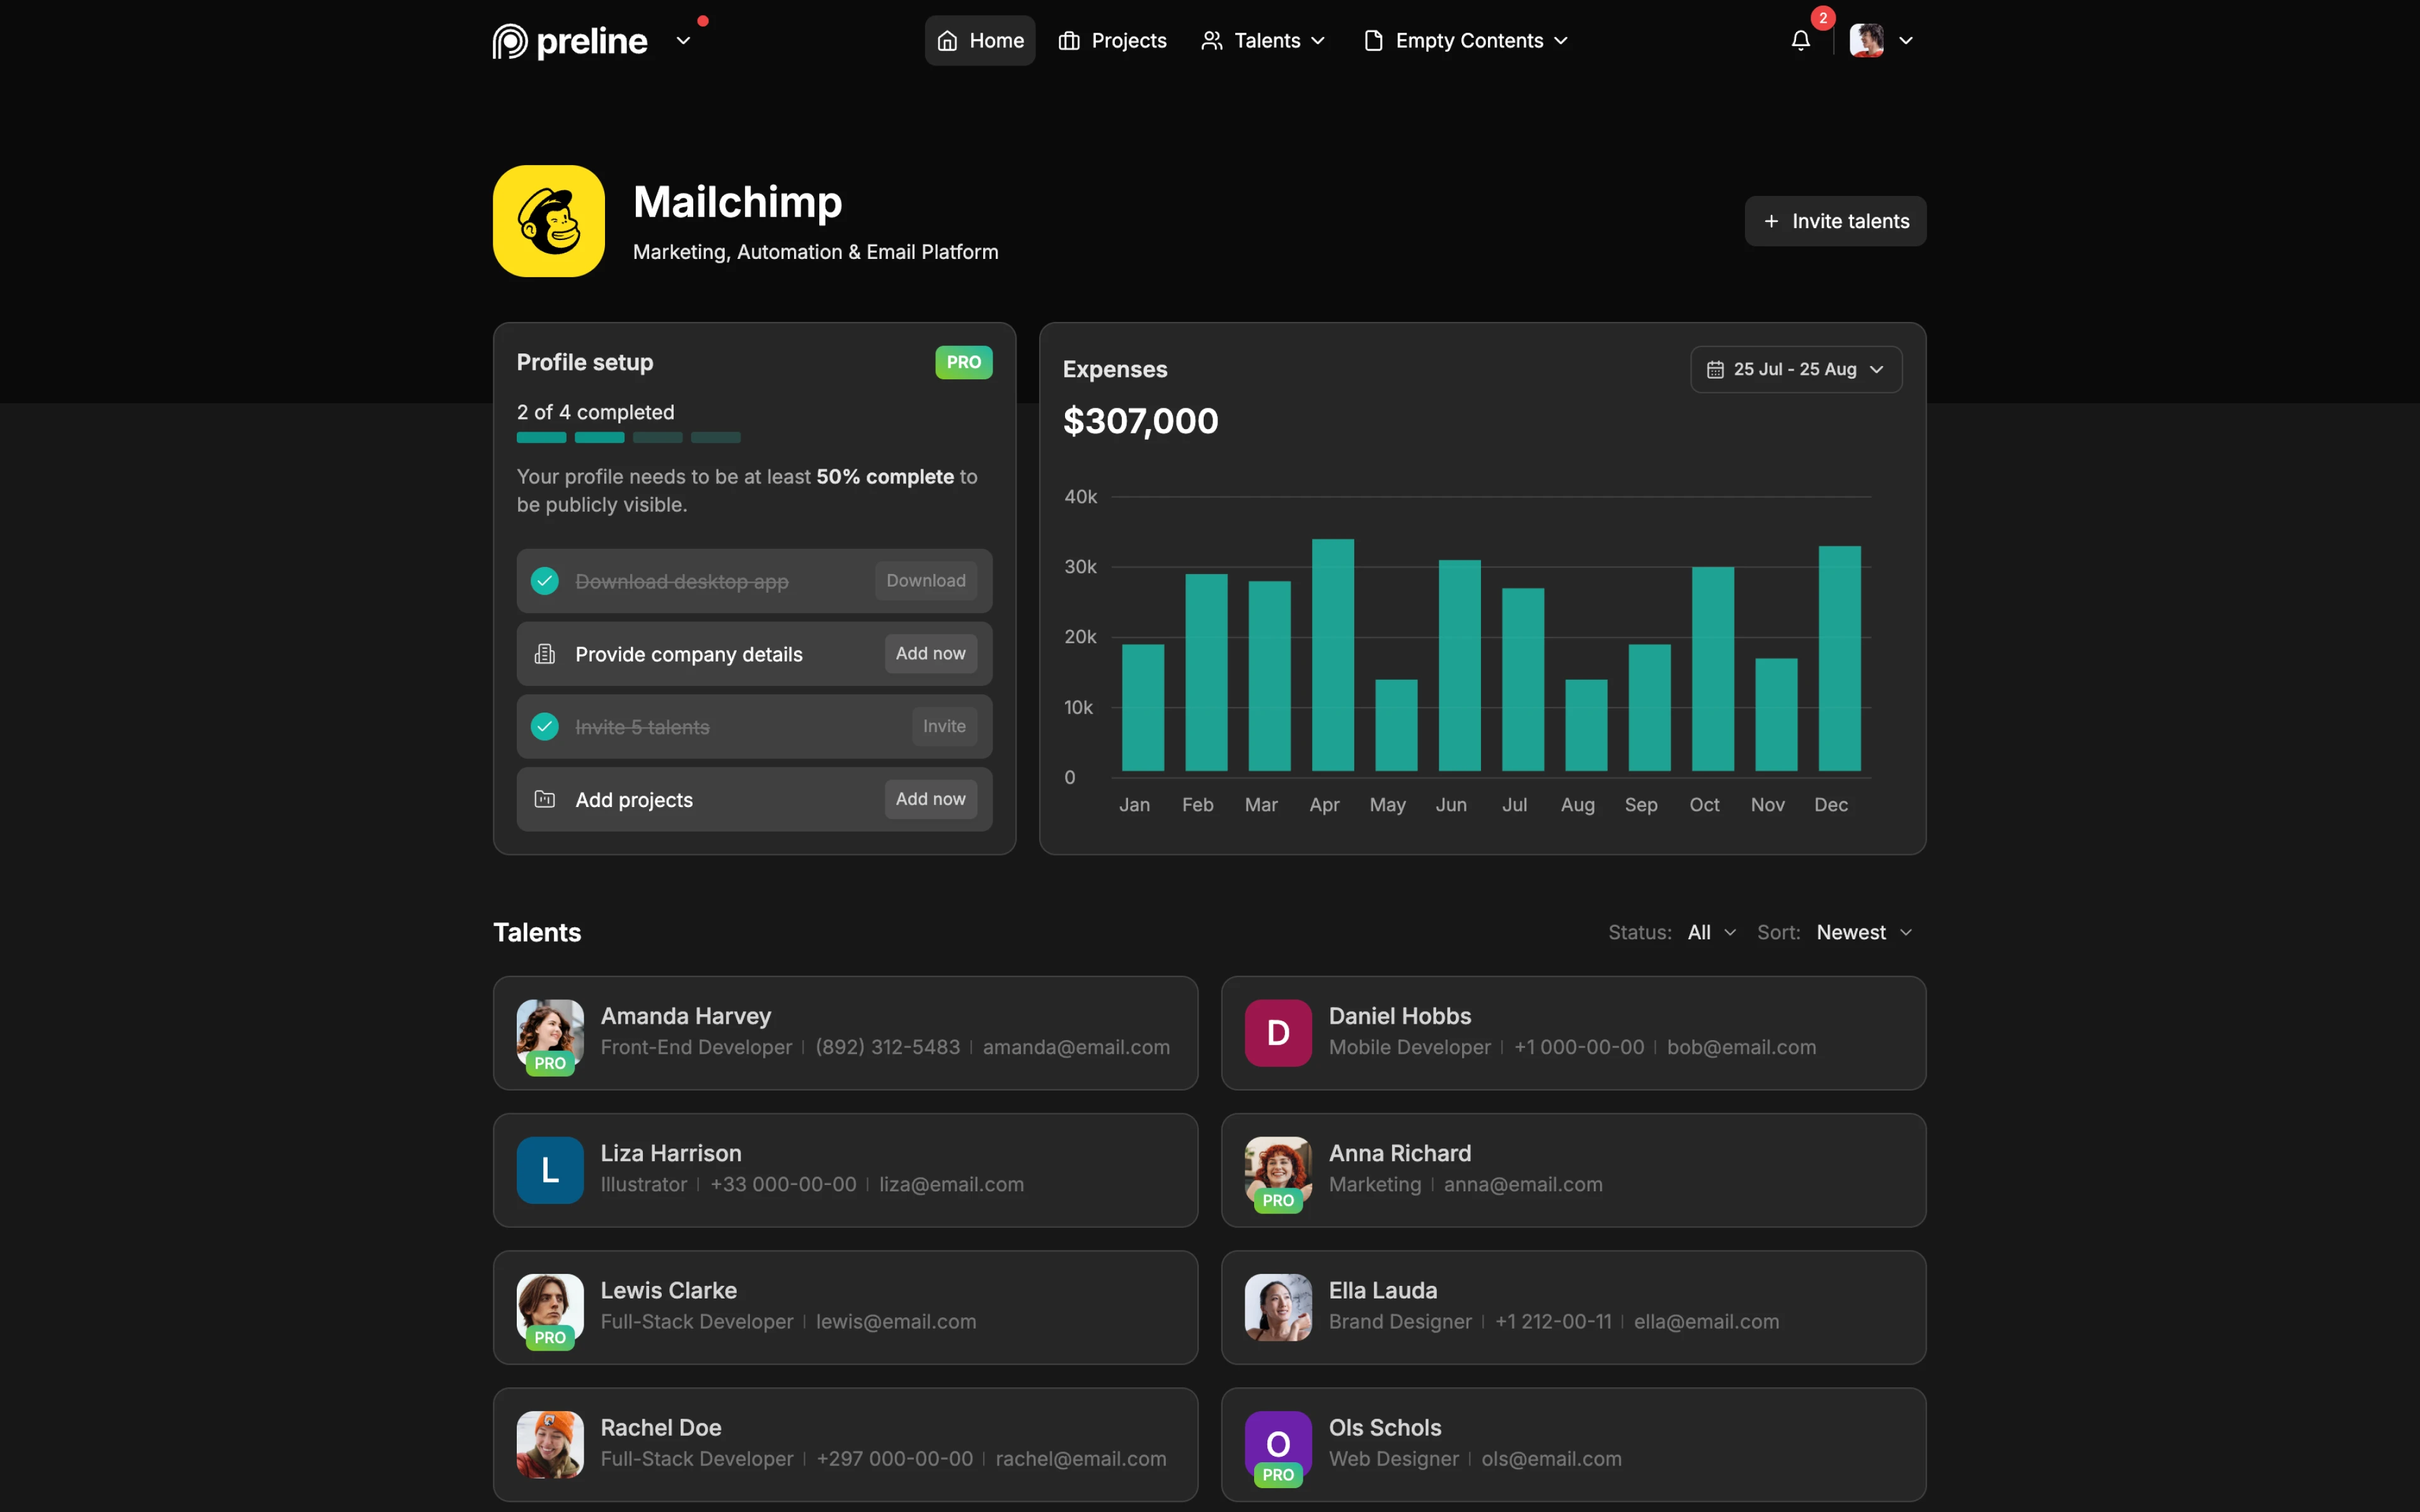 preline
Home
Projects
Talents
Empty Contents
2
Mailchimp
Marketing, Automation & Email Platform
+ Invite talents
Profile setup
PRO
2 of 4 completed
Your profile needs to be at least 50% complete to
be publicly visible.
Download desktop app
Download
Provide company details
Add now
Invite 5 talents
Invite
Add projects
Add now
Expenses
25 Jul - 25 Aug
$307,000
40k
30k
20k
10k
0
Jan Feb Mar Apr May Jun Jul Aug Sep Oct Nov Dec
Talents
Status: All
Sort: Newest
Amanda Harvey
Front-End Developer | (892) 312-5483 | amanda@email.com
PRO
D
Daniel Hobbs
Mobile Developer | +1 000-00-00 | bob@email.com
L
Liza Harrison
Illustrator | +33 000-00-00 | liza@email.com
Anna Richard
Marketing | anna@email.com
PRO
Lewis Clarke
Full-Stack Developer | lewis@email.com
PRO
Ella Lauda
Brand Designer | +1 212-00-11 | ella@email.com
Rachel Doe
Full-Stack Developer | +297 000-00-00 | rachel@email.com
O
Ols Schols
Web Designer | ols@email.com
PRO